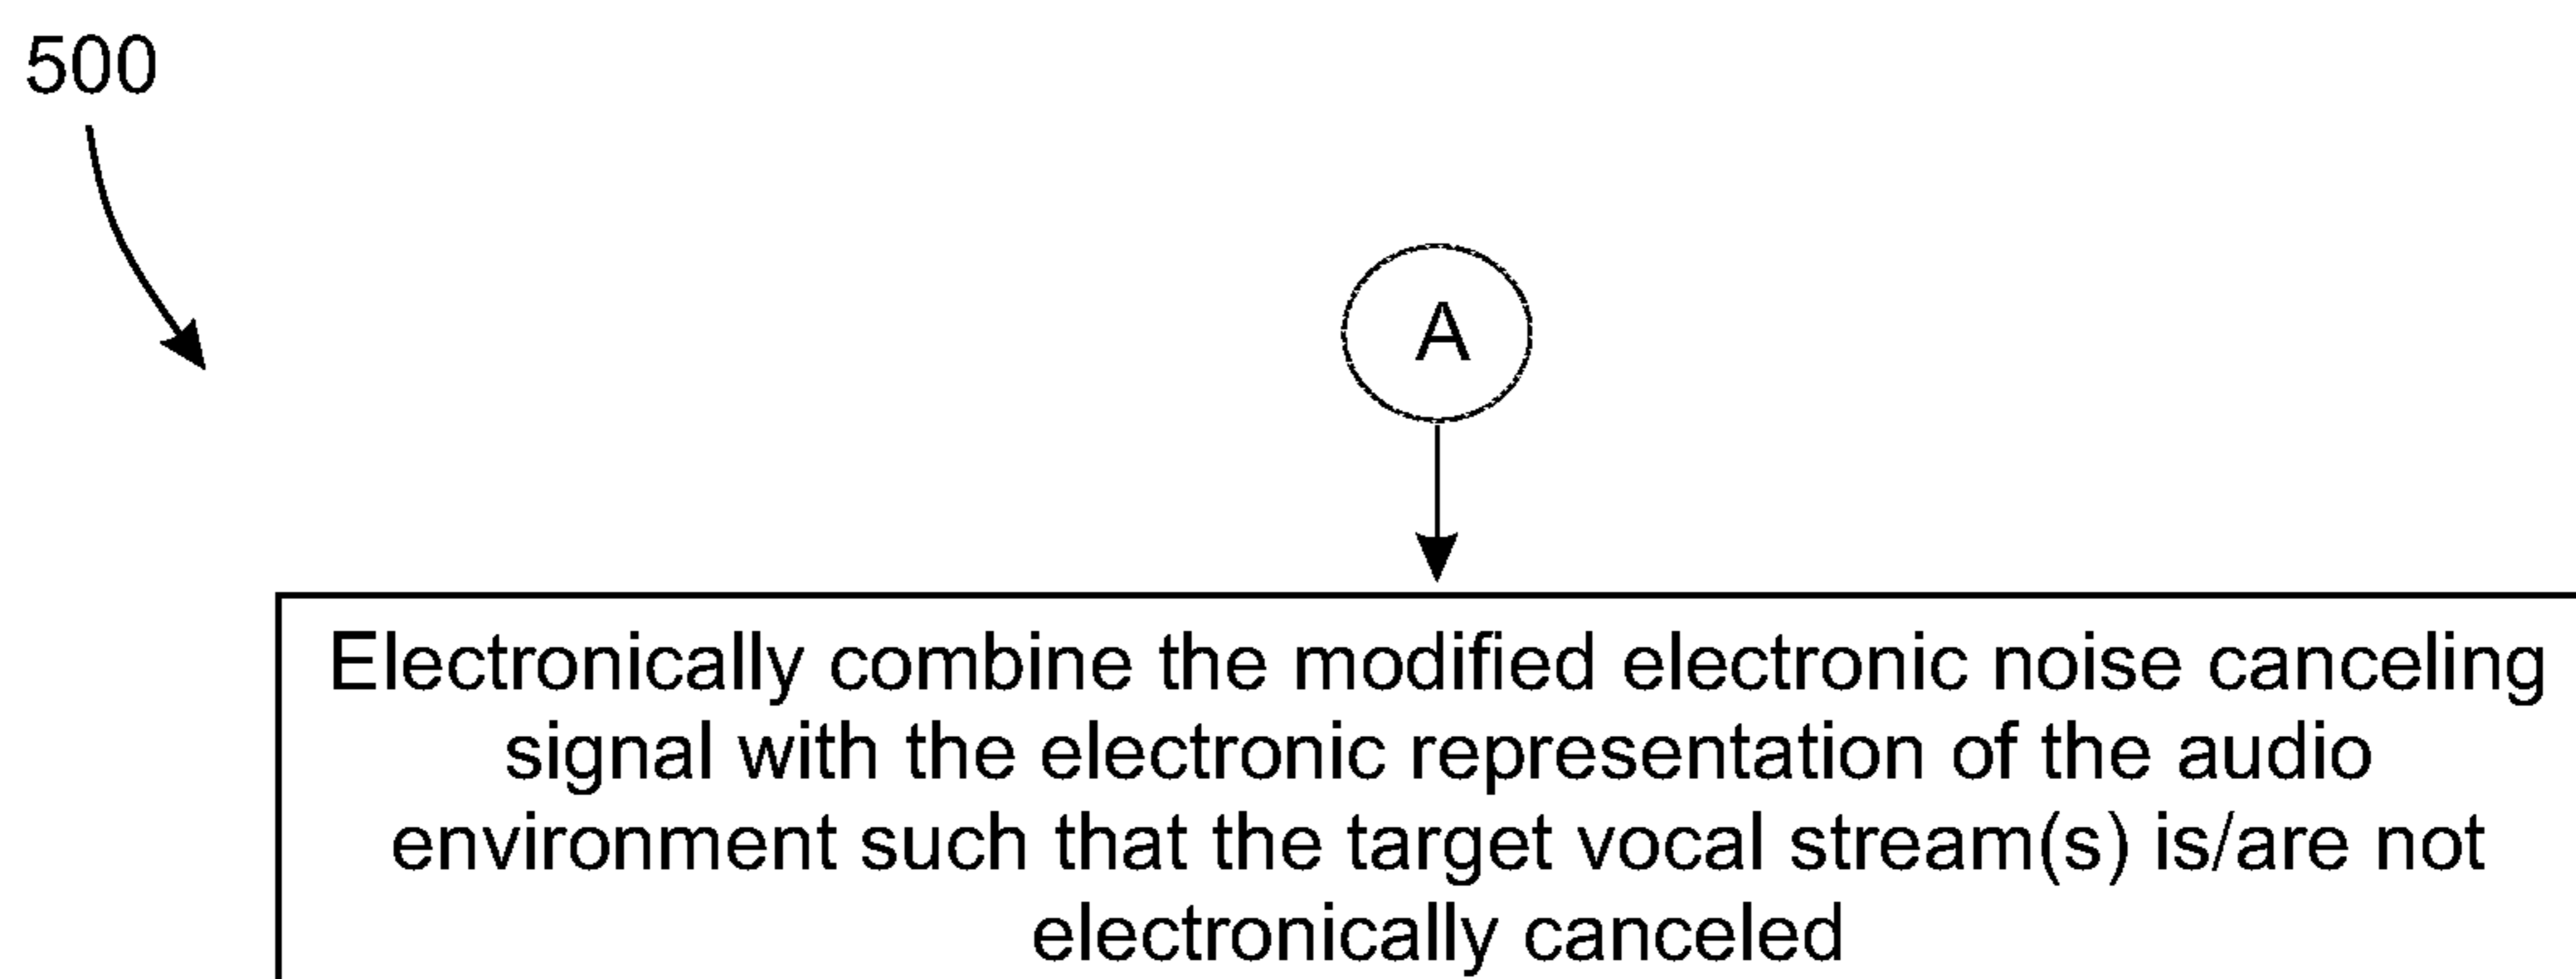 500
A
Electronically combine the modified electronic noise canceling
signal with the electronic representation of the audio
environment such that the target vocal stream(s) is/are not
electronically canceled